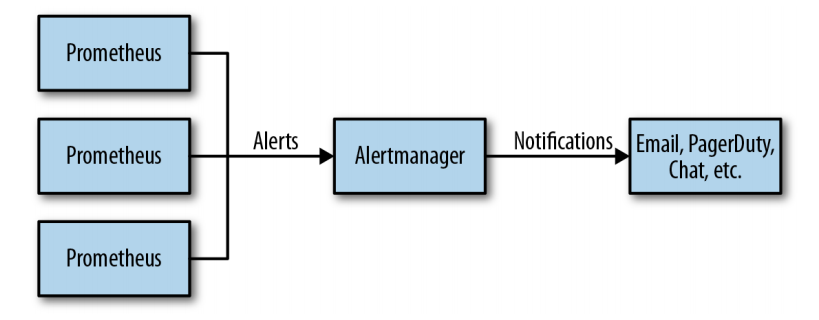 Prometheus
Prometheus
Prometheus
Alerts
Alertmanager
Notifications
Email, PagerDuty,
Chat, etc.